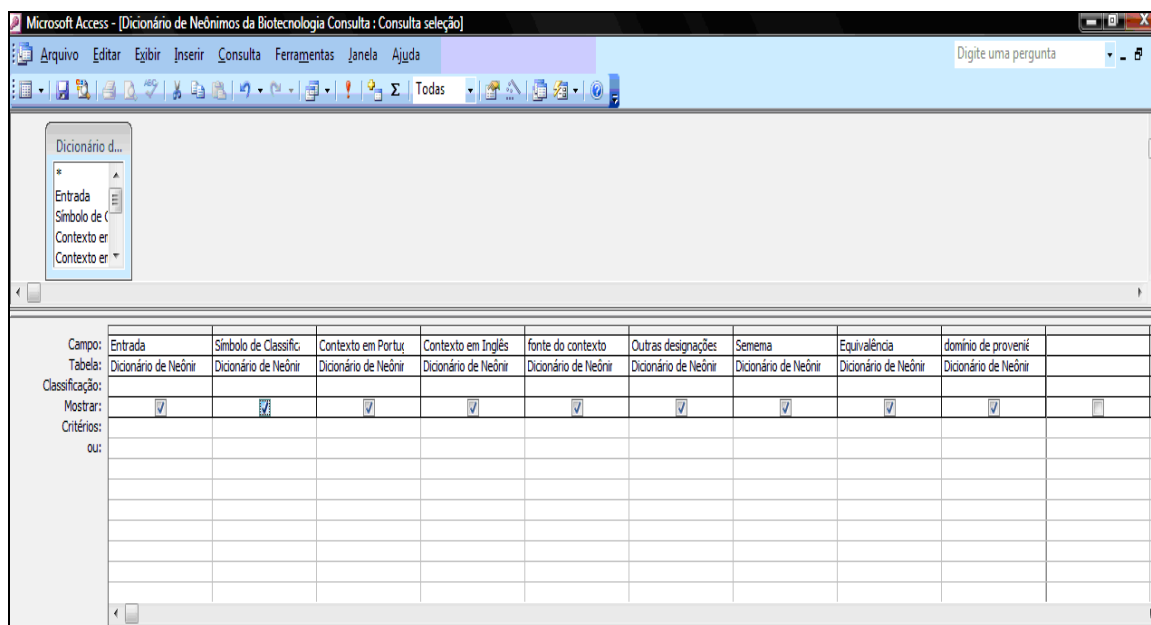 Microsoft Access - [Dicionário de Neônimos da Biotecnologia Consulta : Consulta seleção]
Arquivo Editar Exibir Inserir Consulta Ferramentas Janela Ajuda Digite uma pergunta
Todas
Dicionário d...
*
Entrada
Símbolo de C
Contexto er
Contexto er
Campo: Entrada Símbolo de Classific Contexto em Portuç Contexto em Inglês fonte do contexto Outras designações Semema Equivalência domínio de provenié
Tabela: Dicionário de Neônir Dicionário de Neônir Dicionário de Neônir Dicionário de Neônir Dicionário de Neônir Dicionário de Neônir Dicionário de Neônir Dicionário de Neônir Dicionário de Neônir
Classificação:
Mostrar:
Critérios:
ou: